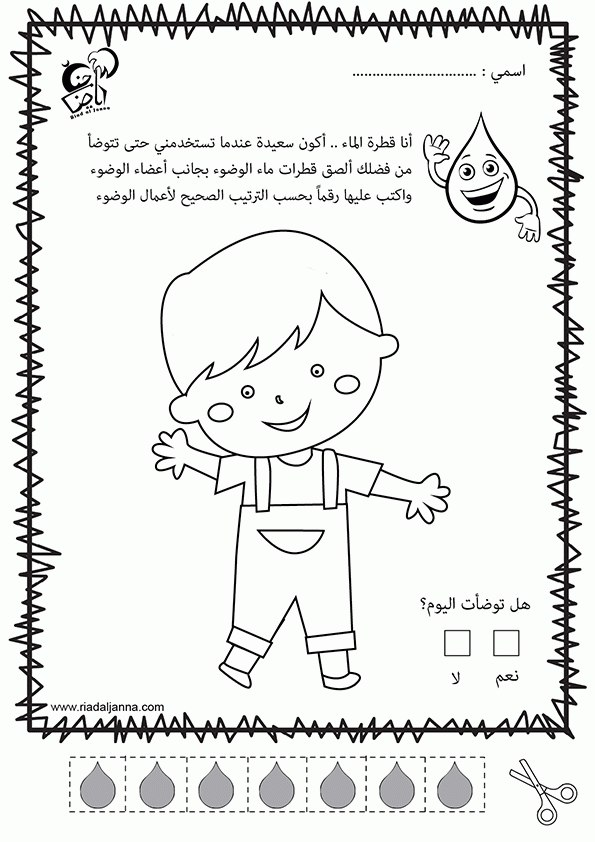 اسمي : ................................
رياض الجنة
Riad al Janna
أنا قطرة الماء .. أكون سعيدة عندما تستخدمني حتى تتوضأ
من فضلك ألصق قطرات ماء الوضوء بجانب أعضاء الوضوء
واكتب عليها رقماً بحسب الترتيب الصحيح لأعمال الوضوء
هل توضأت اليوم؟
نعم
لا
www.riadaljanna.com